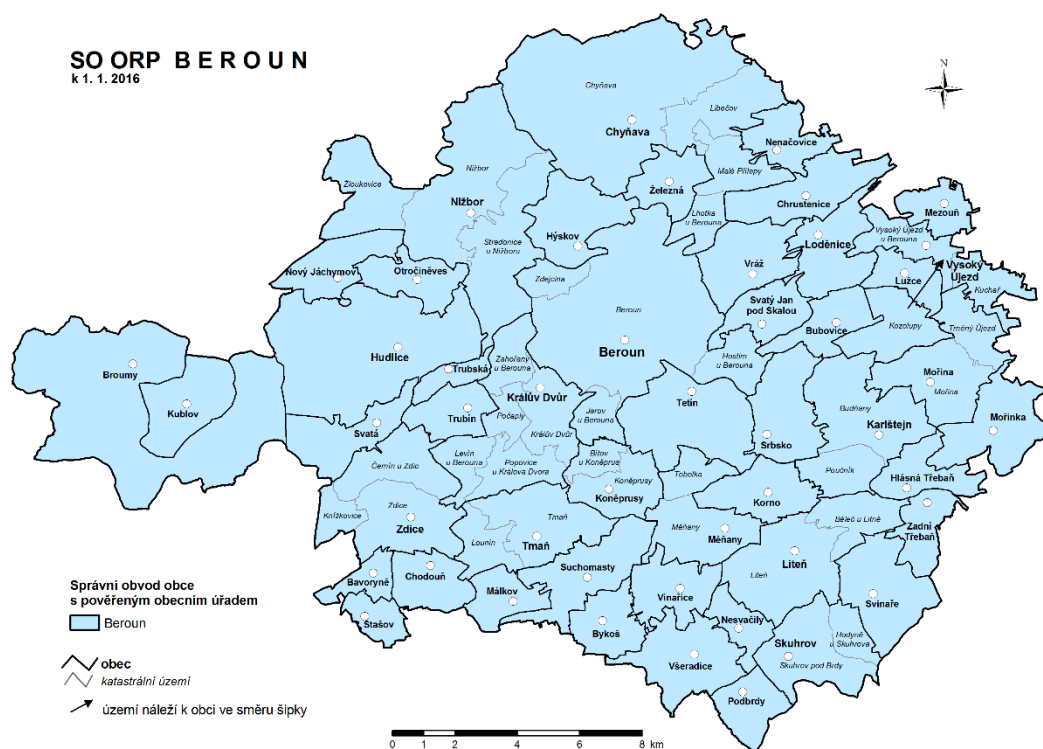 SO ORP BEROUN
k 1. 1. 2016
N
Chyňava
Libečov
Chyňava
Nenačovice
Malé Přílepy
Nižbor
Žloukovice
Železná
Chrustenice
Mezouň
Nižbor
Lhotka
u Berouna
Vysoký Újezd
u Berouna
Stradonice
u Nižboru
Hýskov
Loděnice
Vráž
Vysoký
Újezd
Nový Jáchymov
Otročiněves
Zdejcina
Lužce
Kuchař
Svatý Jan
pod Skalou
Beroun
Bubovice
Kozolupy
Trněný Újezd
Hudlice
Beroun
Zahořany
u Berouna
Hostim
u Berouna
Broumy
Trubská
Mořina
Mořina
Králův Dvůr
Tetín
Kublov
Trubín
Počaply
Jarov
u Berouna
Budňany
Mořinka
Svatá
Králův Dvůr
Srbsko
Karlštejn
Levín
u Berouna
Bítov
u Koněprus
Černín u Zdic
Popovice
u Králova Dvora
Tobolka
Poučník
Koněprusy
Hlásná Třebaň
Koněprusy
Korno
Knížkovice
Zdice
Tmaň
Běleč u Litně
Zdice
Měňany
Měňany
Zadní
Třebaň
Lounín
Tmaň
Liteň
Bavoryně
Chodouň
Suchomasty
Liteň
Málkov
Vinařice
Svinaře
Správní obvod obce
s pověřeným obecním úřadem
Beroun
Stašov
Bykoš
Nesvačily
Hodyně
u Skuhrova
Skuhrov
Všeradice
Skuhrov pod Brdy
obec
katastrální území
Podbrdy
území náleží k obci ve směru šipky
0 1 2 4 6 8 km